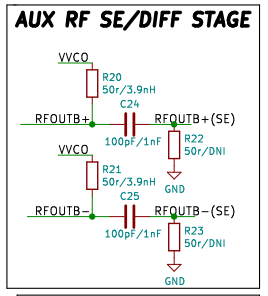 AUX RF SE/DIFF STAGE
VVCO
R20
50r/3.9nH
C24
RFOUTB+
RFOUTB+(SE)
100pF/1nF
R22
50r/DNI
GND
VVCO
R21
50r/3.9nH
C25
RFOUTB-
RFOUTB-(SE)
100pF/1nF
R23
50r/DNI
GND